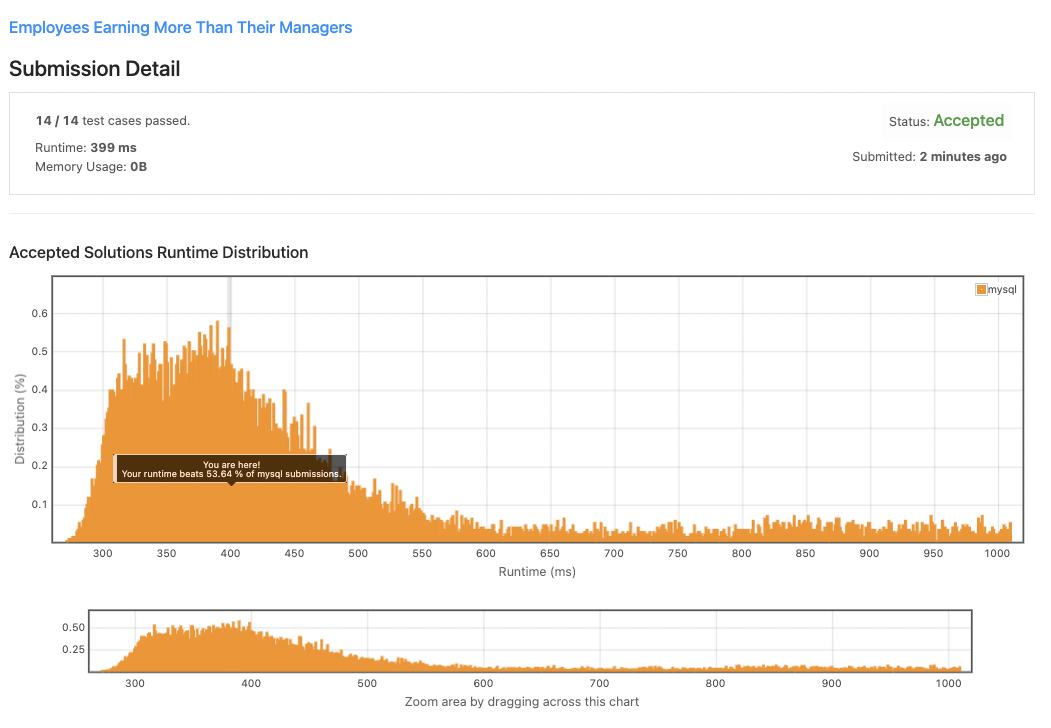 Employees Earning More Than Their Managers
Submission Detail
14 / 14 test cases passed.
Status: Accepted
Runtime: 399 ms
Submitted: 2 minutes ago
Memory Usage: 0B
Accepted Solutions Runtime Distribution
mysql
0.6
0.5
0.4
0.3
0.2
0.1
Distribution (%)
You are here!
Your runtime beats 53.64 % of mysql submissions.
300 350 400 450 500 550 600 650 700 750 800 850 900 950 1000
Runtime (ms)
0.50
0.25
300 400 500 600 700 800 900 1000
Zoom area by dragging across this chart